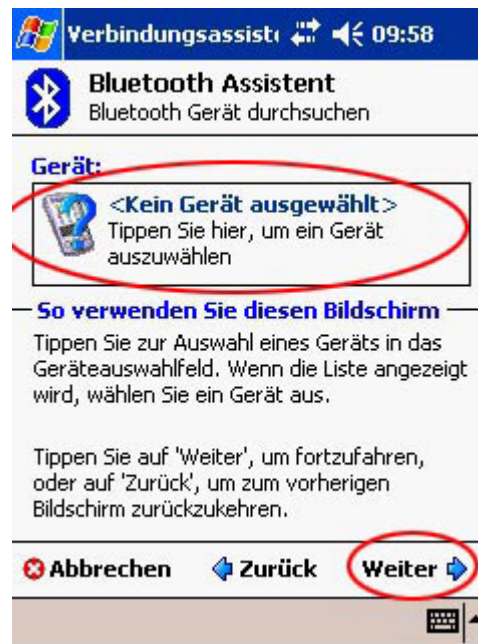 Verbindungsassiste 09:58
Bluetooth Assistent
Bluetooth Gerät durchsuchen
Gerät:
<Kein Gerät ausgewählt>
Tippen Sie hier, um ein Gerät
auszuwählen
So verwenden Sie diesen Bildschirm
Tippen Sie zur Auswahl eines Geräts in das
Geräteauswahlfeld. Wenn die Liste angezeigt
wird, wählen Sie ein Gerät aus.
Tippen Sie auf 'Weiter', um fortzufahren,
oder auf 'Zurück', um zum vorherigen
Bildschirm zurückzukehren.
Abbrechen Zurück Weiter